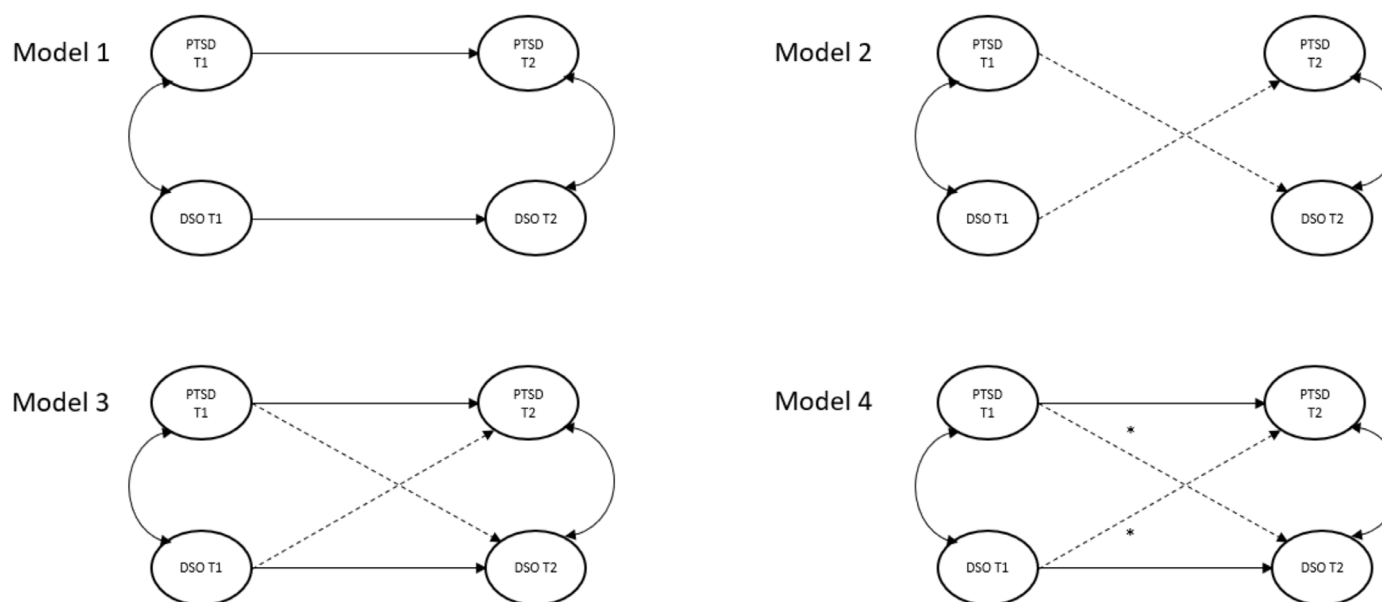 Model 1
PTSD
T1
PTSD
T2
DSO T1
DSO T2
Model 2
PTSD
T1
PTSD
T2
DSO T1
DSO T2
Model 3
PTSD
T1
PTSD
T2
DSO T1
DSO T2
Model 4
PTSD
T1
PTSD
T2
*
*
DSO T1
DSO T2